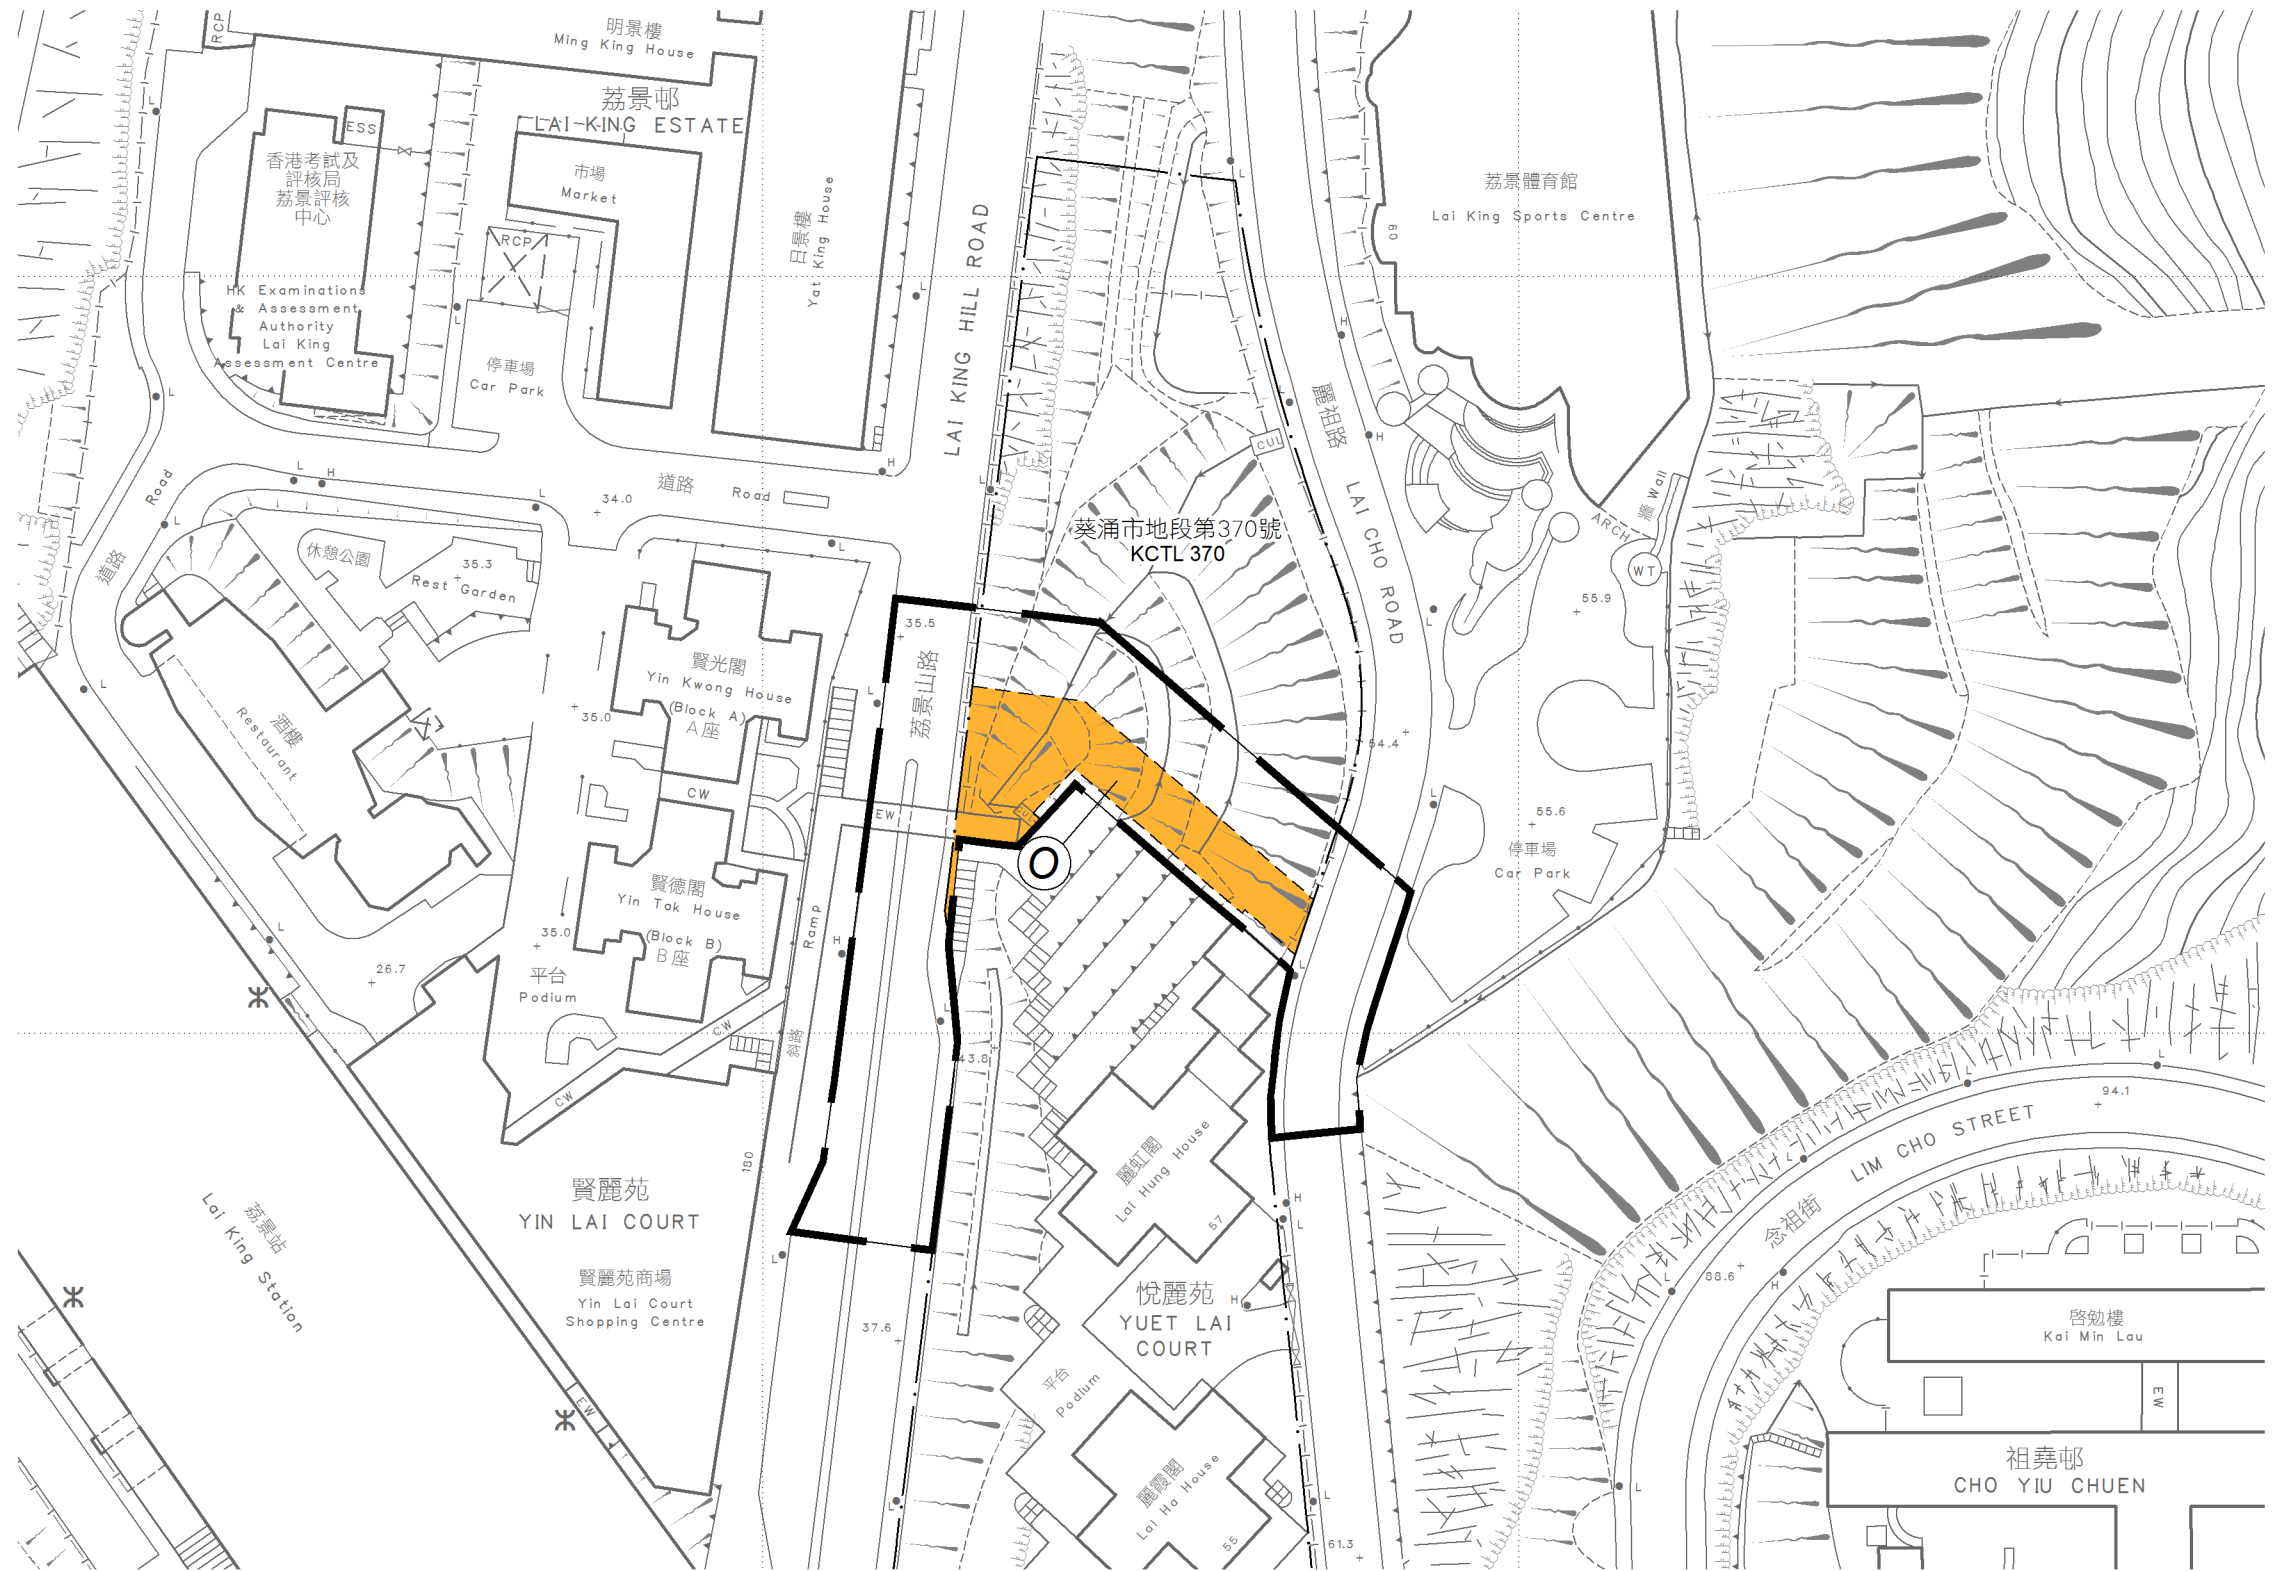 RCP
明景樓
Ming King House
荔景邨
LAI KING ESTATE
ESS
香港考試及
評核局
荔景評核
中心
HK Examinations
& Assessment
Authority
Lai King
Assessment Centre
市場
Market
RCP
停車場
Car Park
日景樓
Yat King House
LAI KING HILL ROAD
荔景體育館
Lai King Sports Centre
60
麗祖路
LAI CHO ROAD
CUL
葵涌市地段第370號
KCTL 370
牆 Wall
ARCH
WT
55.9
道路
Road
34.0
道路
Road
休憩公園
Rest Garden
35.3
35.5
荔景山路
賢光閣
Yin Kwong House
(Block A)
A座
35.0
酒樓
Restaurant
CW
EW
CUL
O
54.4
55.6
停車場
Car Park
賢德閣
Yin Tak House
(Block B)
B座
35.0
26.7
平台
Podium
Ramp
斜路
CW
CW
43.8
180
94.1
LIM CHO STREET
念祖街
88.6
麗虹閣
Lai Hung House
57
賢麗苑
YIN LAI COURT
賢麗苑商場
Yin Lai Court
Shopping Centre
荔景站
Lai King Station
EW
37.6
悅麗苑
YUET LAI
COURT
平台
Podium
麗霞閣
Lai Ha House
55
61.3
啓勉樓
Kai Min Lau
EW
祖堯邨
CHO YIU CHUEN